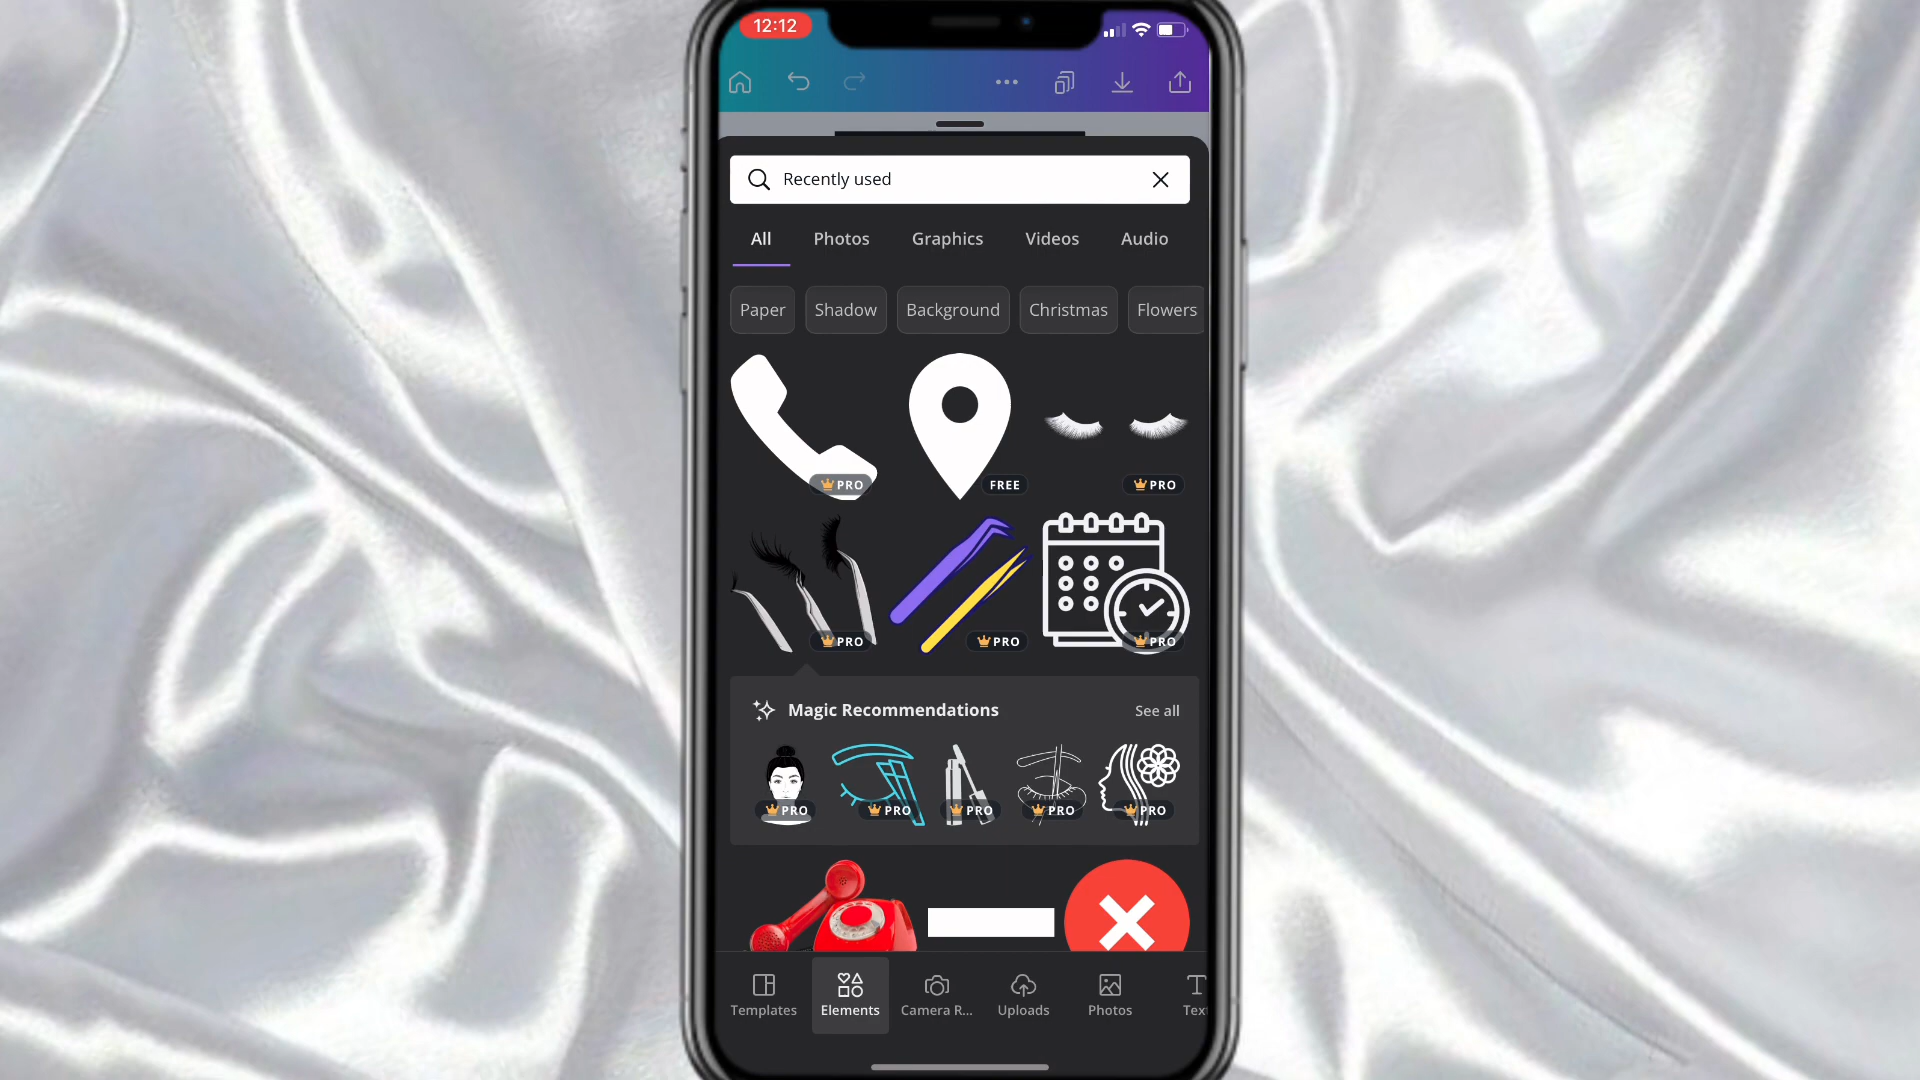 12:12
Recently used
All Photos Graphics Videos Audio
Paper Shadow Background Christmas Flowers
PRO FREE PRO
PRO PRO PRO
Magic Recommendations See all
PRO PRO PRO PRO PRO
Templates Elements Camera R... Uploads Photos Text